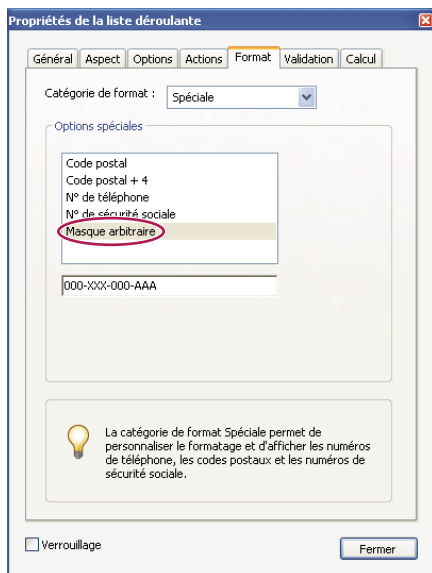 Propriétés de la liste déroulante
Général Aspect Options Actions Format Validation Calcul
Catégorie de format : Spéciale
Options spéciales
Code postal
Code postal + 4
N° de téléphone
N° de sécurité sociale
Masque arbitraire
000-XXX-000-AAA
La catégorie de format Spéciale permet de
personnaliser le formatage et d'afficher les numéros
de téléphone, les codes postaux et les numéros de
sécurité sociale.
Verrouillage Fermer